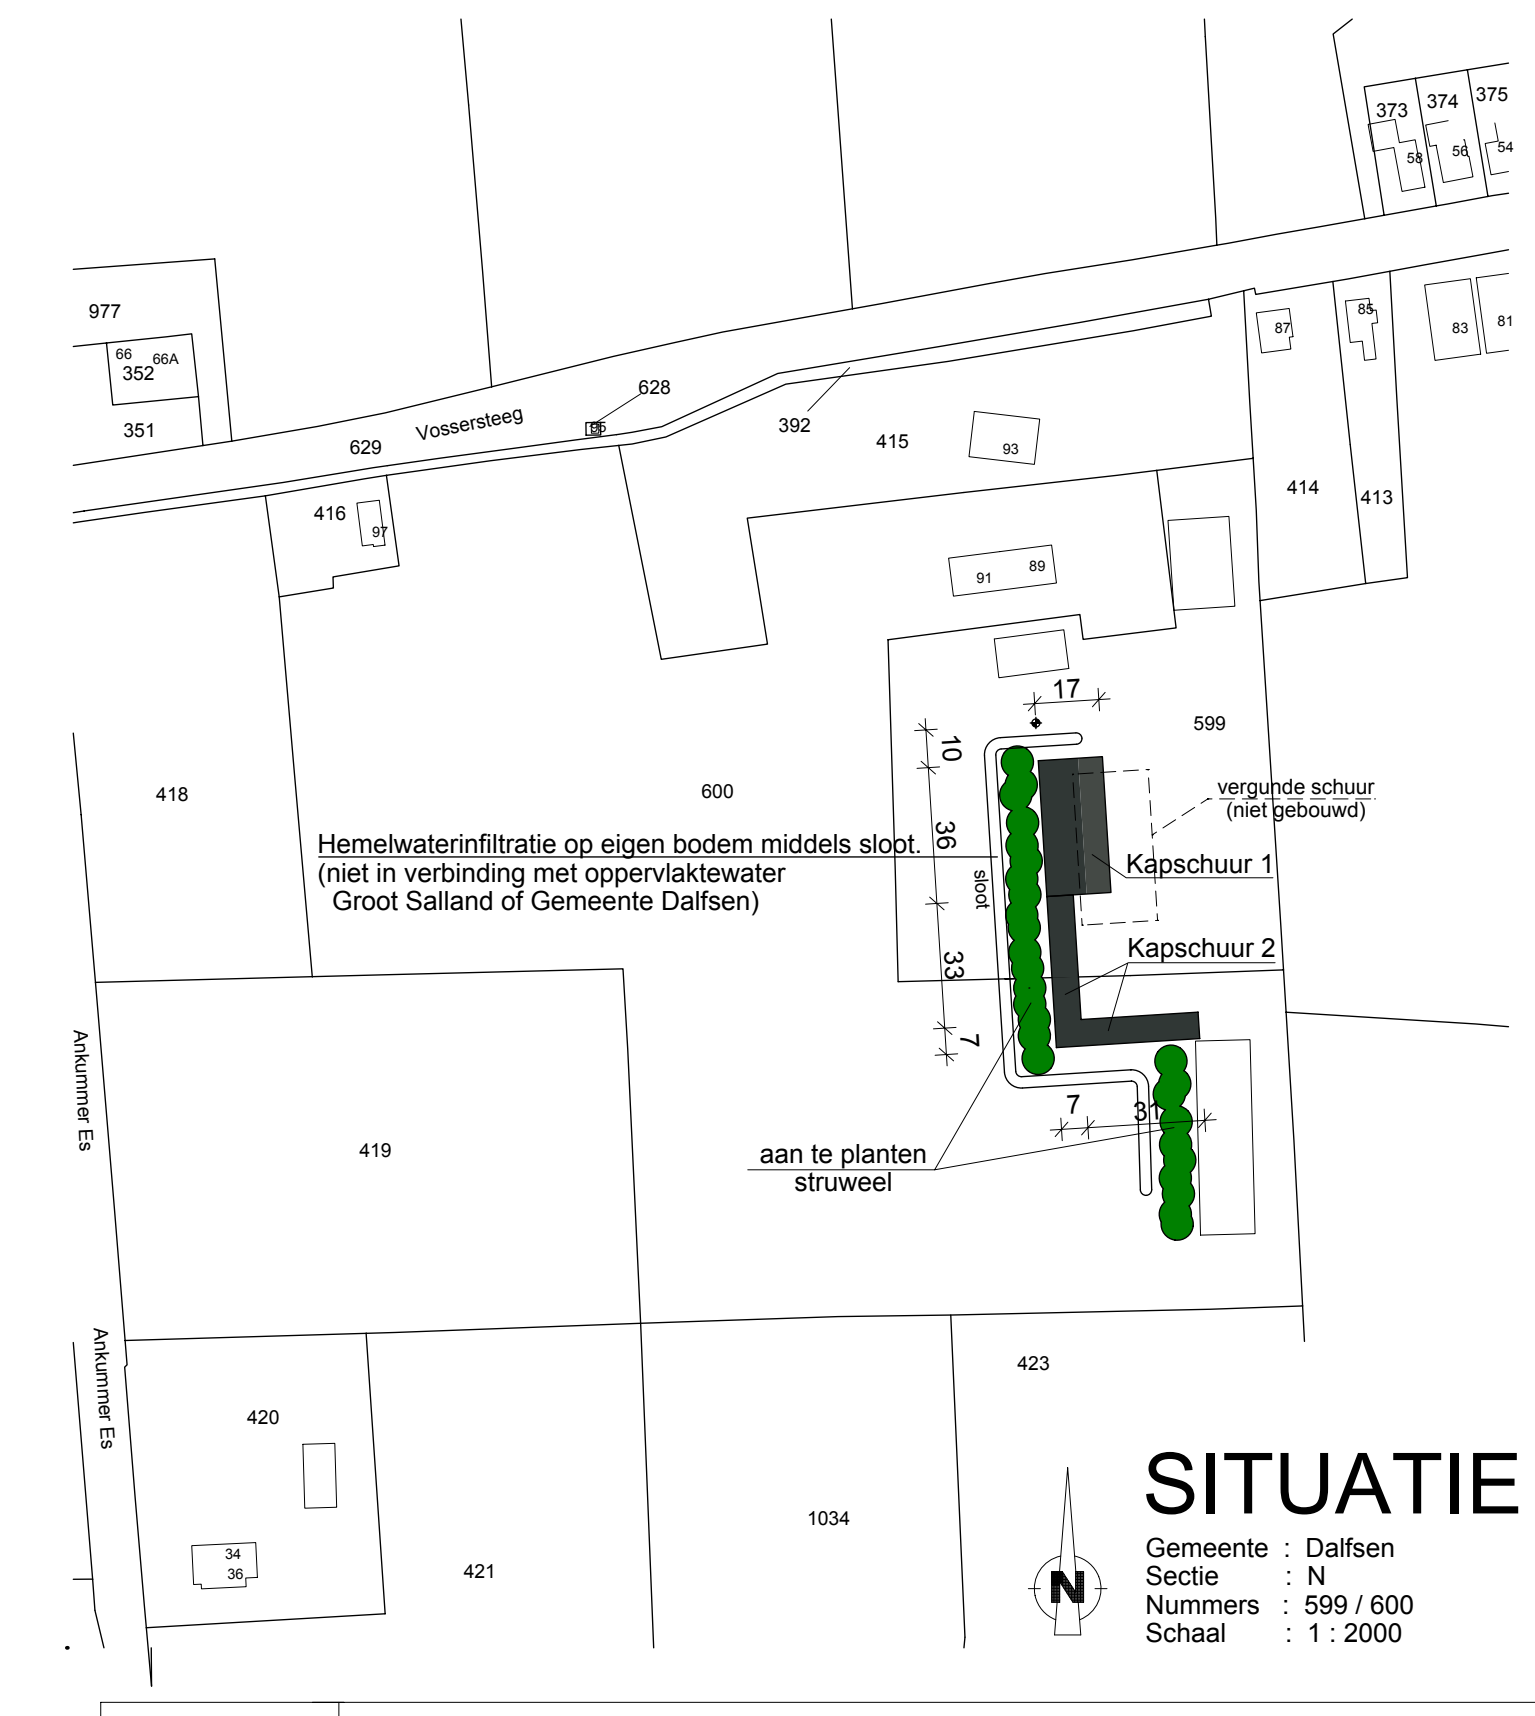 373
374
375
58
56
54
977
66
66A
352
351
87
85
83
81
628
95
Vossersteeg
629
392
415
93
414
413
416
97
91
89
17
599
10
418
600
vergunde schuur
(niet gebouwd)
36
Hemelwaterinfiltratie op eigen bodem middels sloot.
(niet in verbinding met oppervlaktewater
Groot Salland of Gemeente Dalfsen)
sloot
Kapschuur 1
Kapschuur 2
33
7
Ankummer Es
7
31
419
aan te planten
struweel
Ankummer Es
423
420
SITUATIE
1034
34
36
421
N
Gemeente : Dalfsen
Sectie : N
Nummers : 599 / 600
Schaal : 1 : 2000